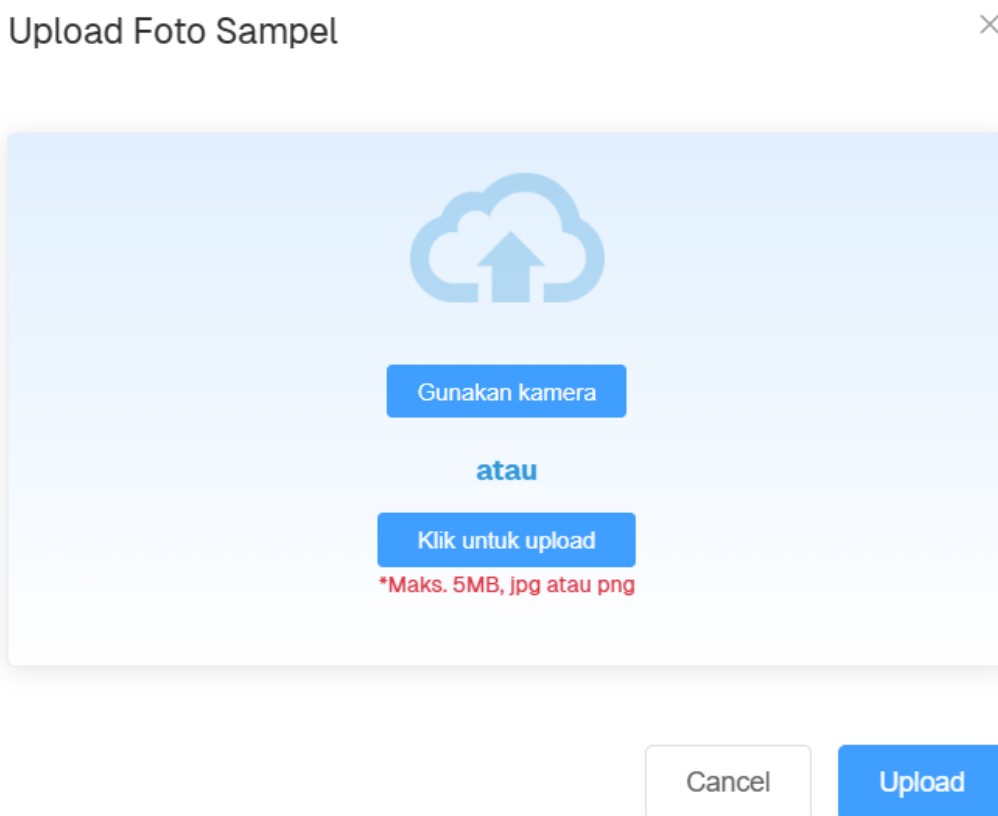 Upload Foto Sampel
Gunakan kamera
atau
Klik untuk upload
*Maks. 5MB, jpg atau png
Cancel
Upload